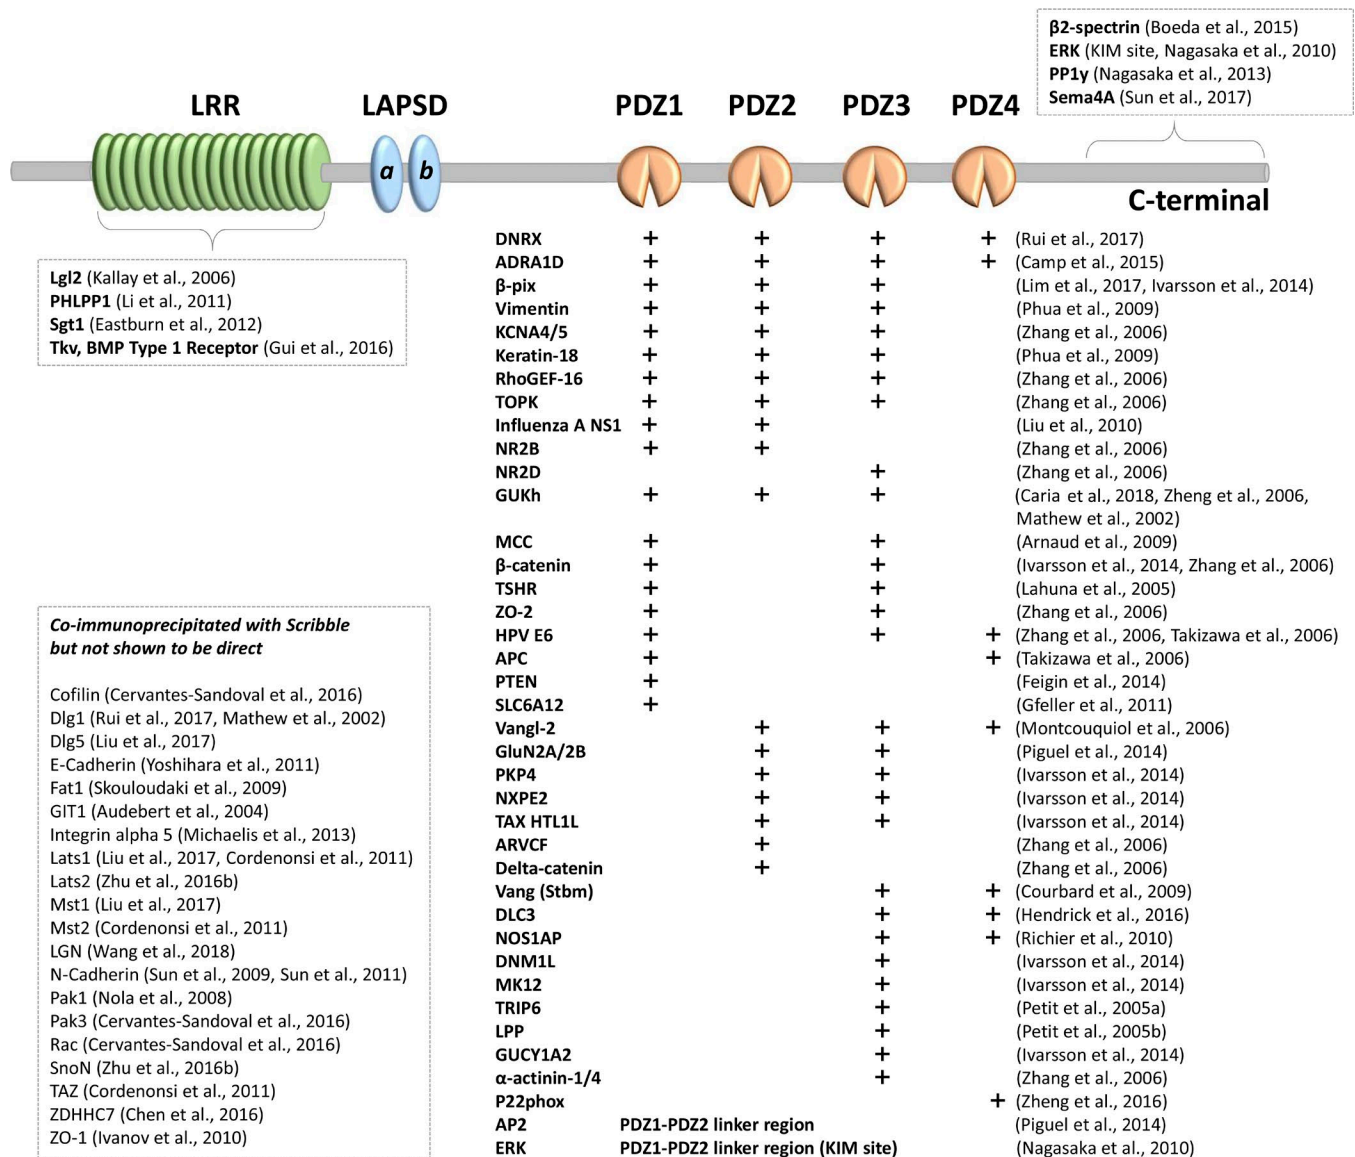 β2-spectrin (Boeda et al., 2015)
ERK (KIM site, Nagasaka et al., 2010)
PP1y (Nagasaka et al., 2013)
Sema4A (Sun et al., 2017)
LRR LAPSD PDZ1 PDZ2 PDZ3 PDZ4
a b
C-terminal
Lgl2 (Kallay et al., 2006)
PHLPP1 (Li et al., 2011)
Sgt1 (Eastburn et al., 2012)
Tkv, BMP Type 1 Receptor (Gui et al., 2016)
DNRX + + + + (Rui et al., 2017)
ADRA1D + + + + (Camp et al., 2015)
β-pix + + + (Lim et al., 2017, Ivarsson et al., 2014)
Vimentin + + + (Phua et al., 2009)
KCNA4/5 + + + (Zhang et al., 2006)
Keratin-18 + + + (Phua et al., 2009)
RhoGEF-16 + + + (Zhang et al., 2006)
TOPK + + + (Zhang et al., 2006)
Influenza A NS1 + + (Liu et al., 2010)
NR2B + + (Zhang et al., 2006)
NR2D + (Zhang et al., 2006)
GUKh + + + (Caria et al., 2018, Zheng et al., 2006,
Mathew et al., 2002)
MCC + + (Arnaud et al., 2009)
β-catenin + + (Ivarsson et al., 2014, Zhang et al., 2006)
TSHR + + (Lahuna et al., 2005)
ZO-2 + + (Zhang et al., 2006)
HPV E6 + + + (Zhang et al., 2006, Takizawa et al., 2006)
APC + + (Takizawa et al., 2006)
PTEN + (Feigin et al., 2014)
SLC6A12 + (Gfeller et al., 2011)
Vangl-2 + + + (Montcouquiol et al., 2006)
GluN2A/2B + + (Piguel et al., 2014)
PKP4 + + (Ivarsson et al., 2014)
NXPE2 + + (Ivarsson et al., 2014)
TAX HTL1L + + (Ivarsson et al., 2014)
ARVCF + (Zhang et al., 2006)
Delta-catenin + (Zhang et al., 2006)
Vang (Stbm) + + (Courbard et al., 2009)
DLC3 + + (Hendrick et al., 2016)
NOS1AP + + (Richier et al., 2010)
DNM1L + (Ivarsson et al., 2014)
MK12 + (Ivarsson et al., 2014)
TRIP6 + (Petit et al., 2005a)
LPP + (Petit et al., 2005b)
GUCY1A2 + (Ivarsson et al., 2014)
α-actinin-1/4 + (Zhang et al., 2006)
P22phox + (Zheng et al., 2016)
AP2 PDZ1-PDZ2 linker region (Piguel et al., 2014)
ERK PDZ1-PDZ2 linker region (KIM site) (Nagasaka et al., 2010)
Co-immunoprecipitated with Scribble
but not shown to be direct
Cofilin (Cervantes-Sandoval et al., 2016)
Dlg1 (Rui et al., 2017, Mathew et al., 2002)
Dlg5 (Liu et al., 2017)
E-Cadherin (Yoshihara et al., 2011)
Fat1 (Skouloudaki et al., 2009)
GIT1 (Audebert et al., 2004)
Integrin alpha 5 (Michaelis et al., 2013)
Lats1 (Liu et al., 2017, Cordenonsi et al., 2011)
Lats2 (Zhu et al., 2016b)
Mst1 (Liu et al., 2017)
Mst2 (Cordenonsi et al., 2011)
LGN (Wang et al., 2018)
N-Cadherin (Sun et al., 2009, Sun et al., 2011)
Pak1 (Nola et al., 2008)
Pak3 (Cervantes-Sandoval et al., 2016)
Rac (Cervantes-Sandoval et al., 2016)
SnoN (Zhu et al., 2016b)
TAZ (Cordenonsi et al., 2011)
ZDHHC7 (Chen et al., 2016)
ZO-1 (Ivanov et al., 2010)